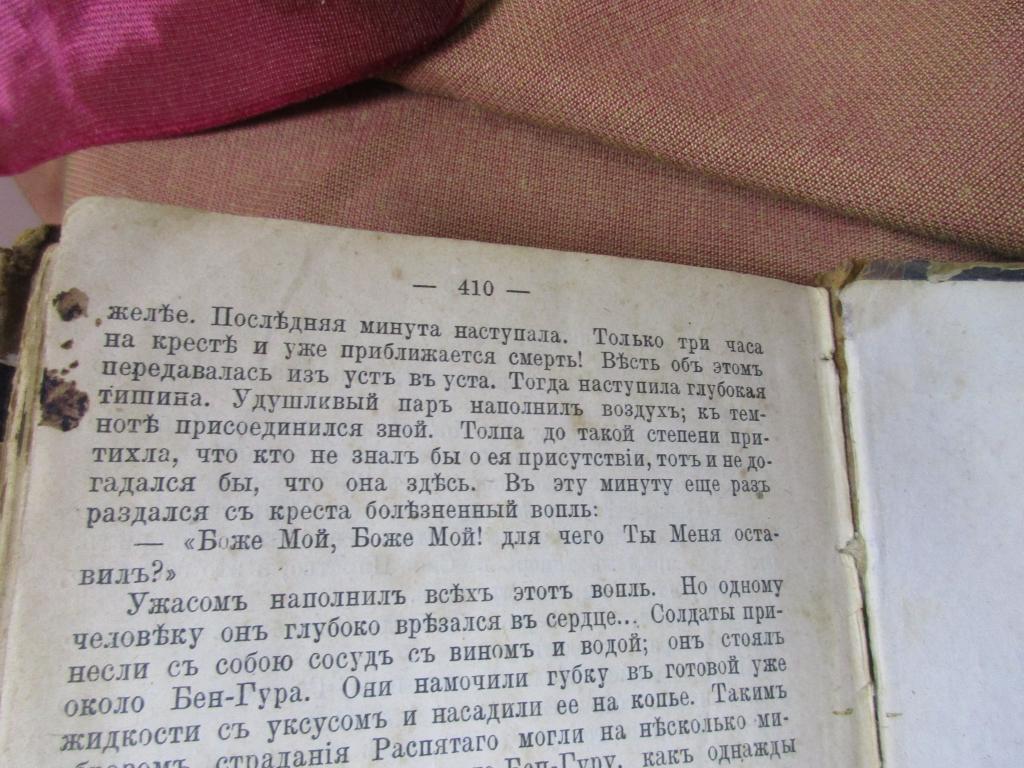 — 410 —
желѣе. Послѣдняя минута наступала. Только три часа
на крестѣ и уже приближается смерть! Вѣсть объ этомъ
передавалась изъ устъ въ уста. Тогда наступила глубокая
тишина. Удушливый паръ наполнилъ воздухъ; къ тем-
нотѣ присоединился зной. Толпа до такой степени при-
тихла, что кто не зналъ бы о ея присутствіи, тотъ и не до-
гадался бы, что она здѣсь. Въ эту минуту еще разъ
раздался съ креста болѣзненный вопль:
— «Боже Мой, Боже Мой! для чего Ты Меня оста-
вилъ?»
Ужасомъ наполнилъ всѣхъ этотъ вопль. Но одному
человѣку онъ глубоко врѣзался въ сердце... Солдаты при-
несли съ собою сосудъ съ виномъ и водой; онъ стоялъ
около Бен-Гура. Они намочили губку въ готовой уже
жидкости съ уксусомъ и насадили ее на копье. Такимъ
страданія Распятаго могли на нѣсколько ми-
Бен-Гуру, какъ однажды